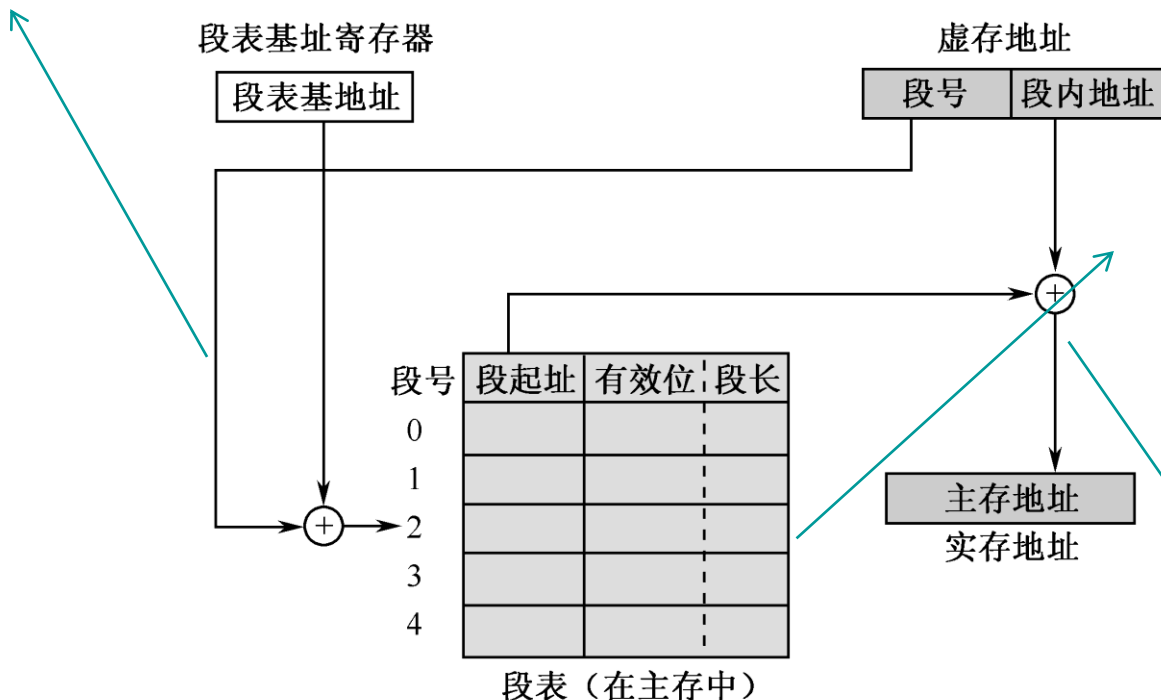 段表基址寄存器
虚存地址
段表基地址
段号 段内地址
+
段号 段起址 有效位 段长
0
1
2
3
4
+
主存地址
实存地址
段表（在主存中）